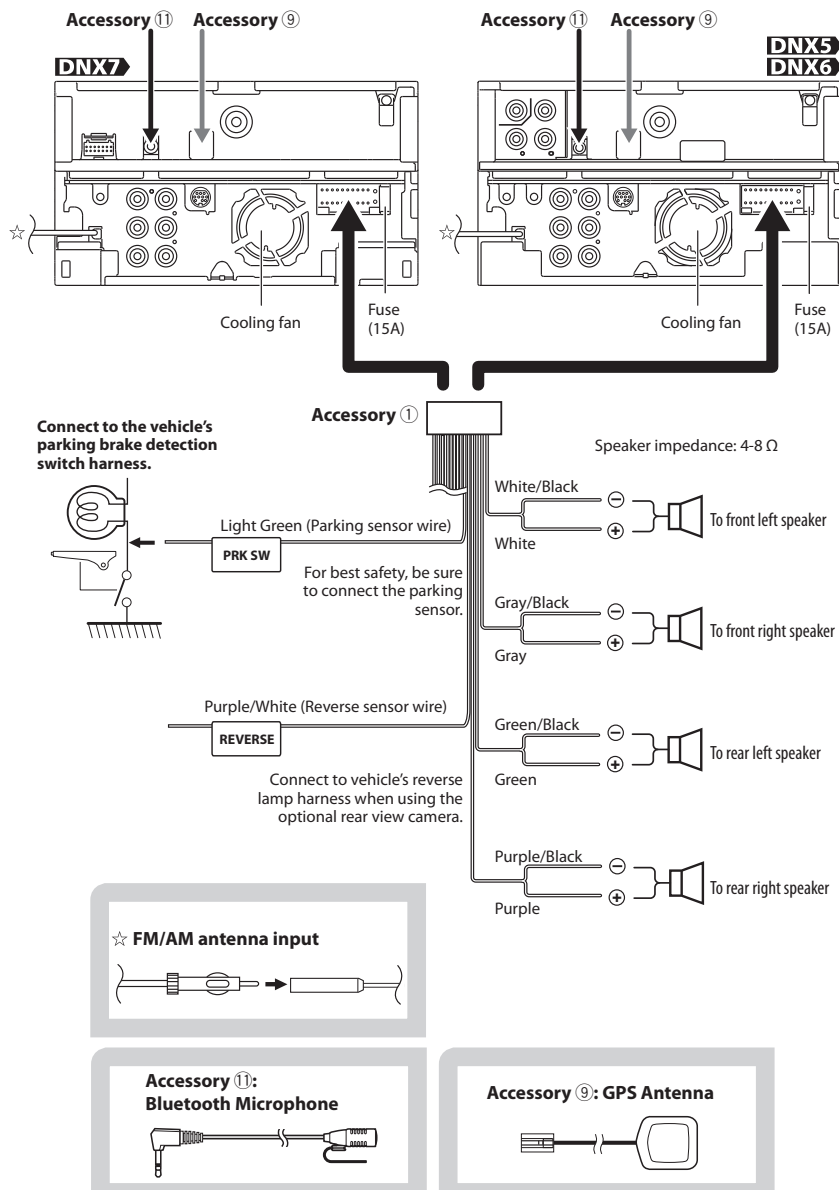 Accessory ⑪ Accessory ⑨
DNX7
Accessory ⑪ Accessory ⑨
DNX5
DNX6
☆
Cooling fan
Fuse
(15A)
☆
Cooling fan
Fuse
(15A)
Accessory ①
Connect to the vehicle's
parking brake detection
switch harness.
Speaker impedance: 4-8 Ω
Light Green (Parking sensor wire)
PRK SW
For best safety, be sure
to connect the parking
sensor.
White/Black
⊖
⊕
White
To front left speaker
Gray/Black
⊖
⊕
Gray
To front right speaker
Purple/White (Reverse sensor wire)
REVERSE
Connect to vehicle's reverse
lamp harness when using the
optional rear view camera.
Green/Black
⊖
⊕
Green
To rear left speaker
Purple/Black
⊖
⊕
Purple
To rear right speaker
☆ FM/AM antenna input
Accessory ⑪:
Bluetooth Microphone
Accessory ⑨: GPS Antenna